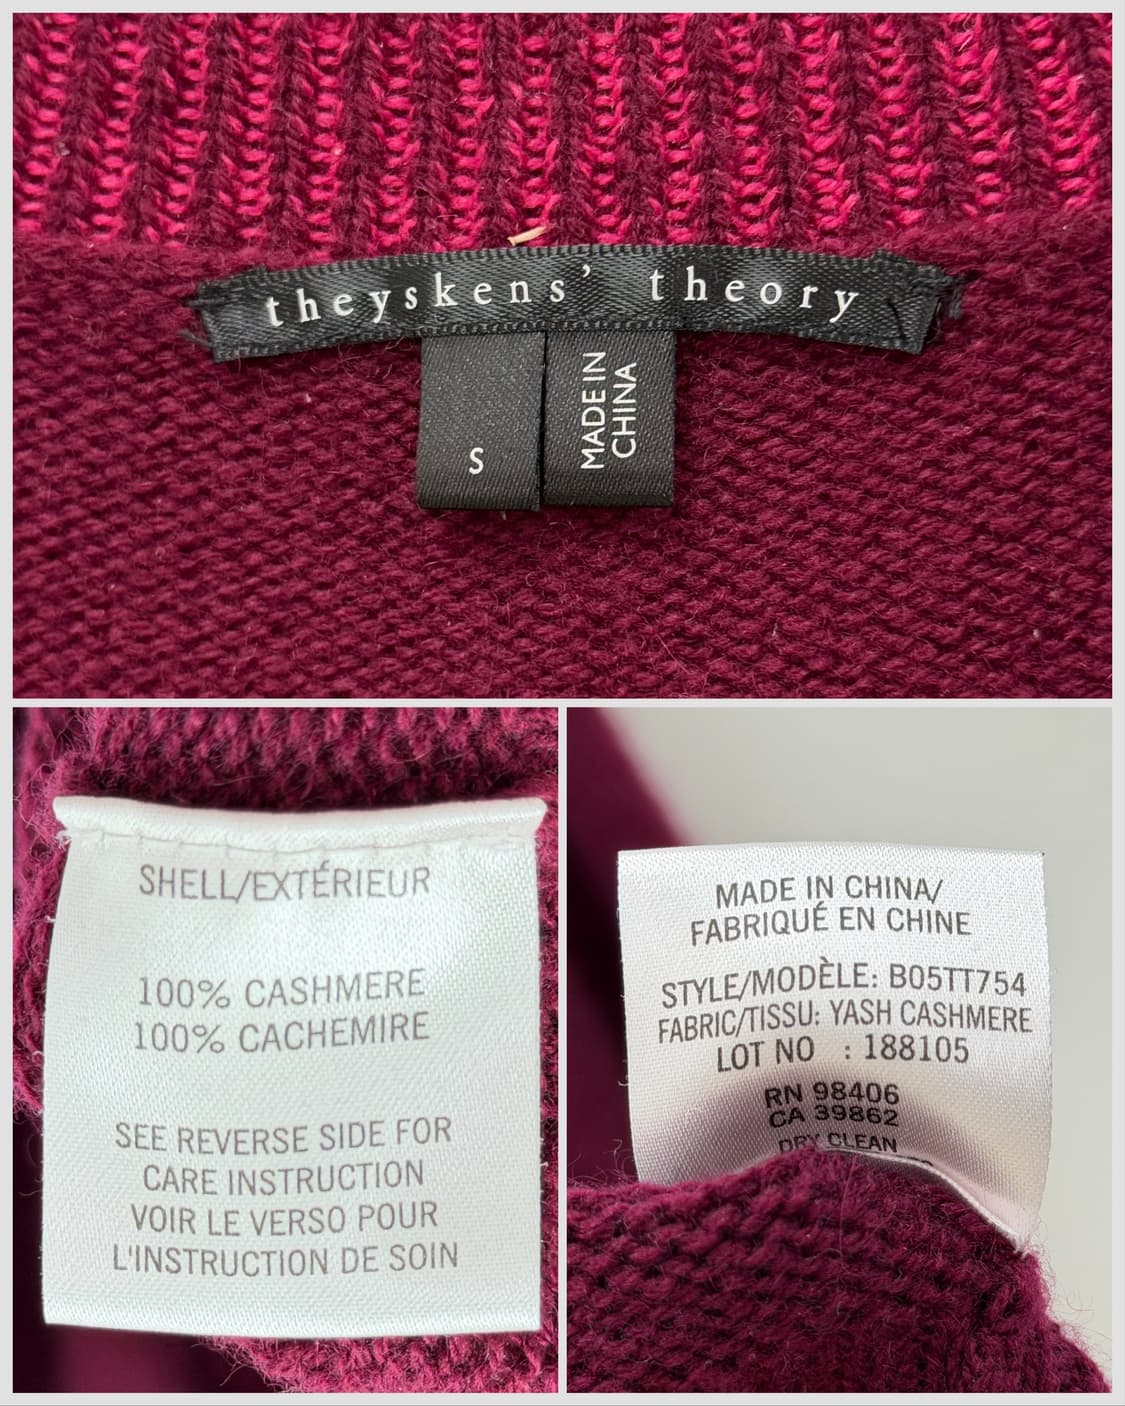 theyskens’ theory
S
MADE IN
CHINA
SHELL/EXTÉRIEUR
100% CASHMERE
100% CACHEMIRE
SEE REVERSE SIDE FOR
CARE INSTRUCTION
VOIR LE VERSO POUR
L'INSTRUCTION DE SOIN
MADE IN CHINA/
FABRIQUÉ EN CHINE
STYLE/MODÈLE: B05TT754
FABRIC/TISSU: YASH CASHMERE
LOT NO : 188105
RN 98406
CA 39862
DRY CLEAN